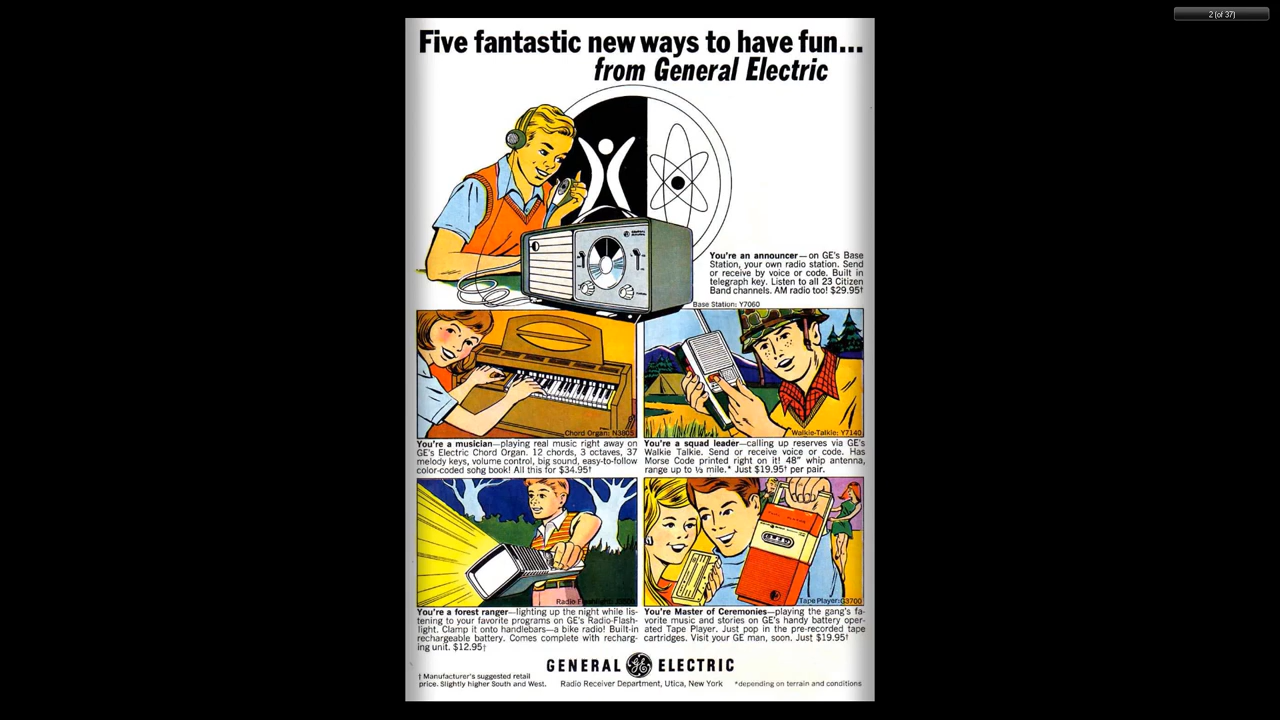 2 (of 37)
Five fantastic new ways to have fun...
from General Electric
You're an announcer—on GE's Base
Station, your own radio station. Send
or receive by voice or code. Built in
telegraph key. Listen to all 23 Citizen
Band channels. AM radio too! $29.95†
Base Station: Y7060
Chord Organ: N3805
Walkie-Talkie: Y7140
You're a musician—playing real music right away on
GE's Electric Chord Organ. 12 chords, 3 octaves, 37
melody keys, volume control, big sound, easy-to-follow
color-coded song book! All this for $34.95†
You're a squad leader—calling up reserves via GE's
Walkie Talkie. Send or receive voice or code. Has
Morse Code printed right on it! 48" whip antenna,
range up to ⅓ mile.* Just $19.95† per pair.
Radio Flashlight:
Tape Player:G3700
You're a forest ranger—lighting up the night while lis-
tening to your favorite programs on GE's Radio-Flash-
light. Clamp it onto handlebars—a bike radio! Built-in
rechargeable battery. Comes complete with recharg-
ing unit. $12.95†
You're Master of Ceremonies—playing the gang's fa-
vorite music and stories on GE's handy battery oper-
ated Tape Player. Just pop in the pre-recorded tape
cartridges. Visit your GE man, soon. Just $19.95†
GENERAL GE ELECTRIC
† Manufacturer's suggested retail
price. Slightly higher South and West.
Radio Receiver Department, Utica, New York
*depending on terrain and conditions